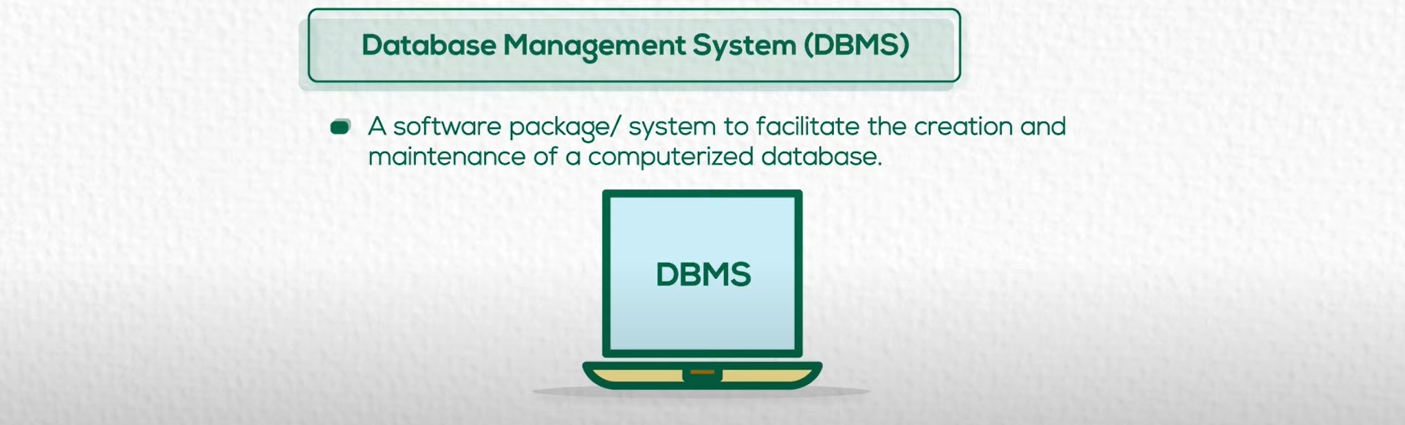 Database Management System (DBMS)
A software package/ system to facilitate the creation and
maintenance of a computerized database.
DBMS